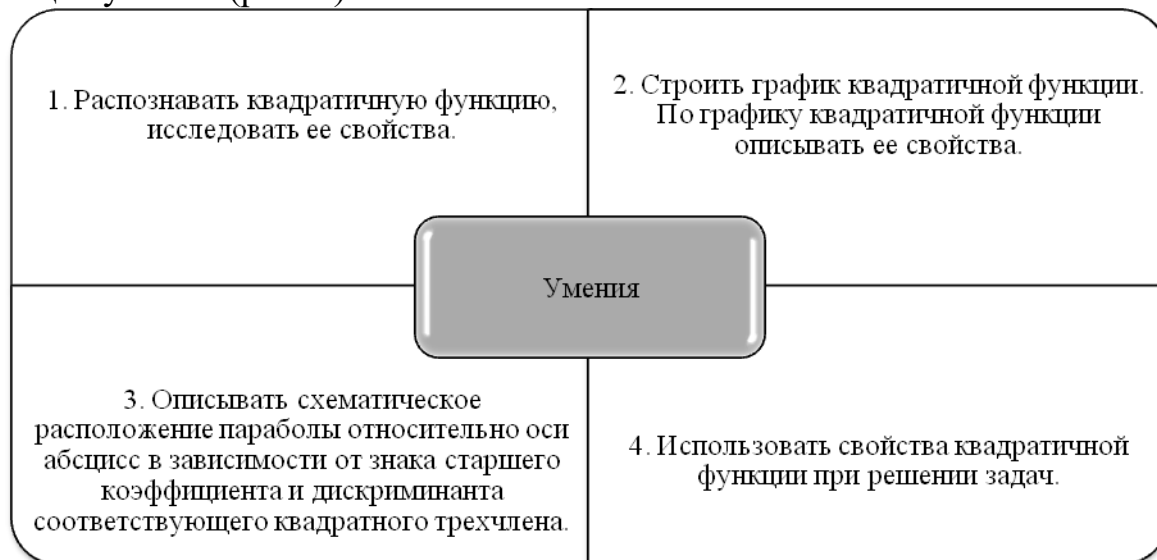 1. Распознавать квадратичную функцию,
исследовать ее свойства.
2. Строить график квадратичной функции.
По графику квадратичной функции
описывать ее свойства.
Умения
3. Описывать схематическое
расположение параболы относительно оси
абсцисс в зависимости от знака старшего
коэффициента и дискриминанта
соответствующего квадратного трехчлена.
4. Использовать свойства квадратичной
функции при решении задач.